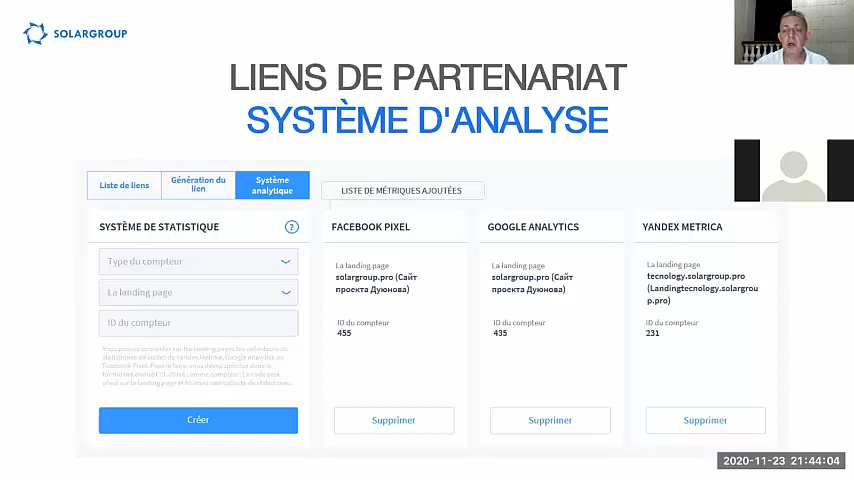 SOLARGROUP
LIENS DE PARTENARIAT
SYSTÈME D'ANALYSE
Liste de liens
Génération du
lien
Système
analytique
LISTE DE MÉTRIQUES AJOUTÉES
SYSTÈME DE STATISTIQUE
?
Type du compteur
La landing page
ID du compteur
Créer
FACEBOOK PIXEL
La landing page
solargroup.pro (Сайт
проекта Дуюнова)
ID du compteur
455
Supprimer
GOOGLE ANALYTICS
La landing page
solargroup.pro (Сайт
проекта Дуюнова)
ID du compteur
435
Supprimer
YANDEX METRICA
La landing page
tecnology.solargroup.pro
(Landingtecnology.solargrou
p.pro)
ID du compteur
231
Supprimer
2020-11-23 21:44:04